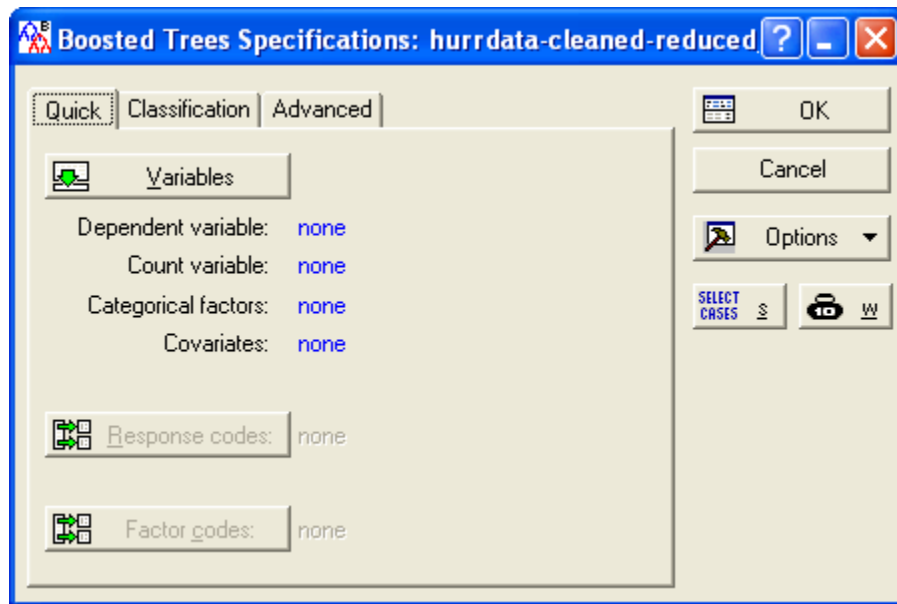 Boosted Trees Specifications: hurrdata-cleaned-reduced
Quick Classification Advanced
OK
Variables
Cancel
Dependent variable: none
Count variable: none
Options
Categorical factors: none
SELECT CASES S W
Covariates: none
Response codes: none
Factor codes: none